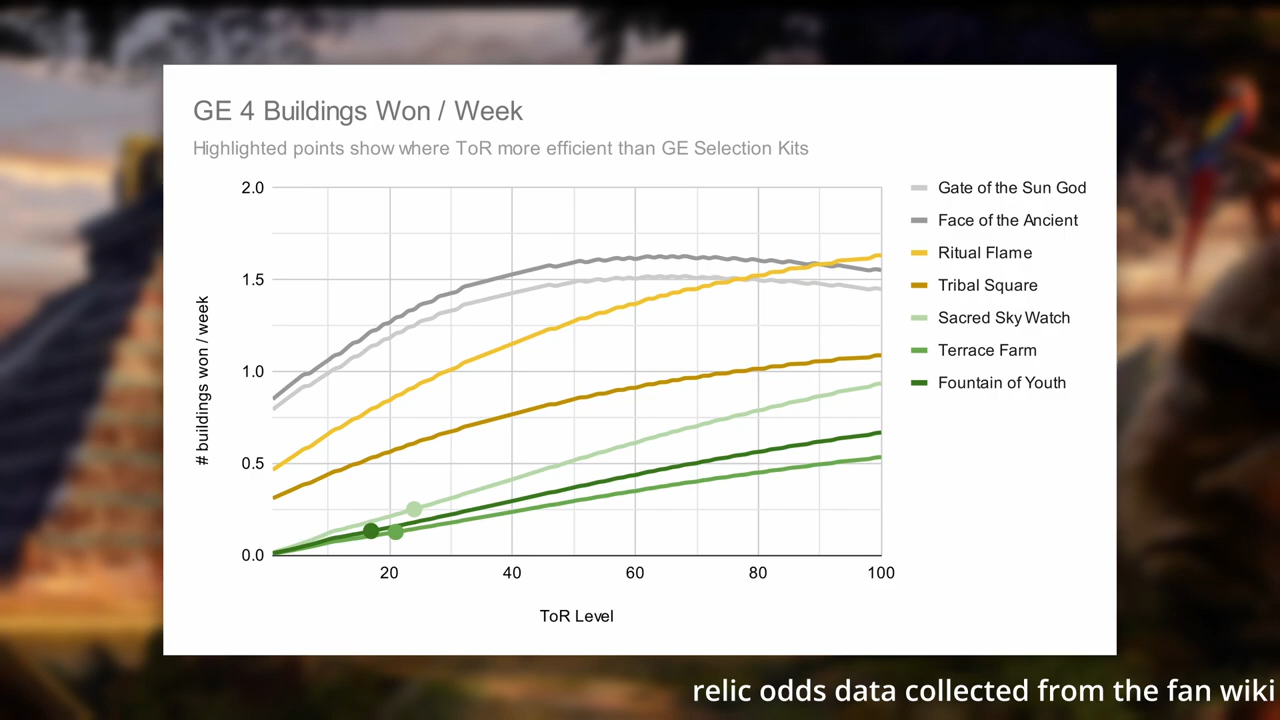 GE 4 Buildings Won / Week
Highlighted points show where ToR more efficient than GE Selection Kits
# buildings won / week
2.0
1.5
1.0
0.5
0.0
20 40 60 80 100
ToR Level
Gate of the Sun God
Face of the Ancient
Ritual Flame
Tribal Square
Sacred Sky Watch
Terrace Farm
Fountain of Youth
relic odds data collected from the fan wiki